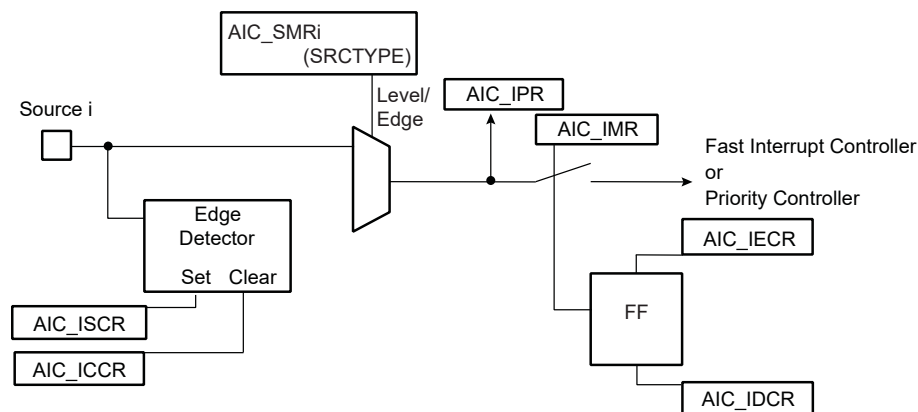 AIC_SMRi
(SRCTYPE)
Source i
Level/
Edge
AIC_IPR
AIC_IMR
Fast Interrupt Controller
or
Priority Controller
Edge
Detector
Set Clear
AIC_IECR
FF
AIC_ISCR
AIC_ICCR
AIC_IDCR